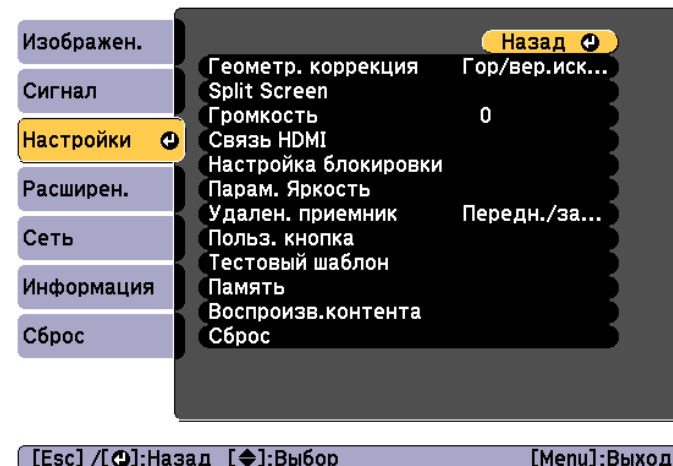 Изображен.
Сигнал
Настройки
Расширен.
Сеть
Информация
Сброс
Назад
Геометр. коррекция Гор/вер.иск...
Split Screen
Громкость 0
Связь HDMI
Настройка блокировки
Парам. Яркость
Удален. приемник Передн./за...
Польз. кнопка
Тестовый шаблон
Память
Воспроизв.контента
Сброс
[Esc] /[ ]:Назад [ ]:Выбор [Menu]:Выход